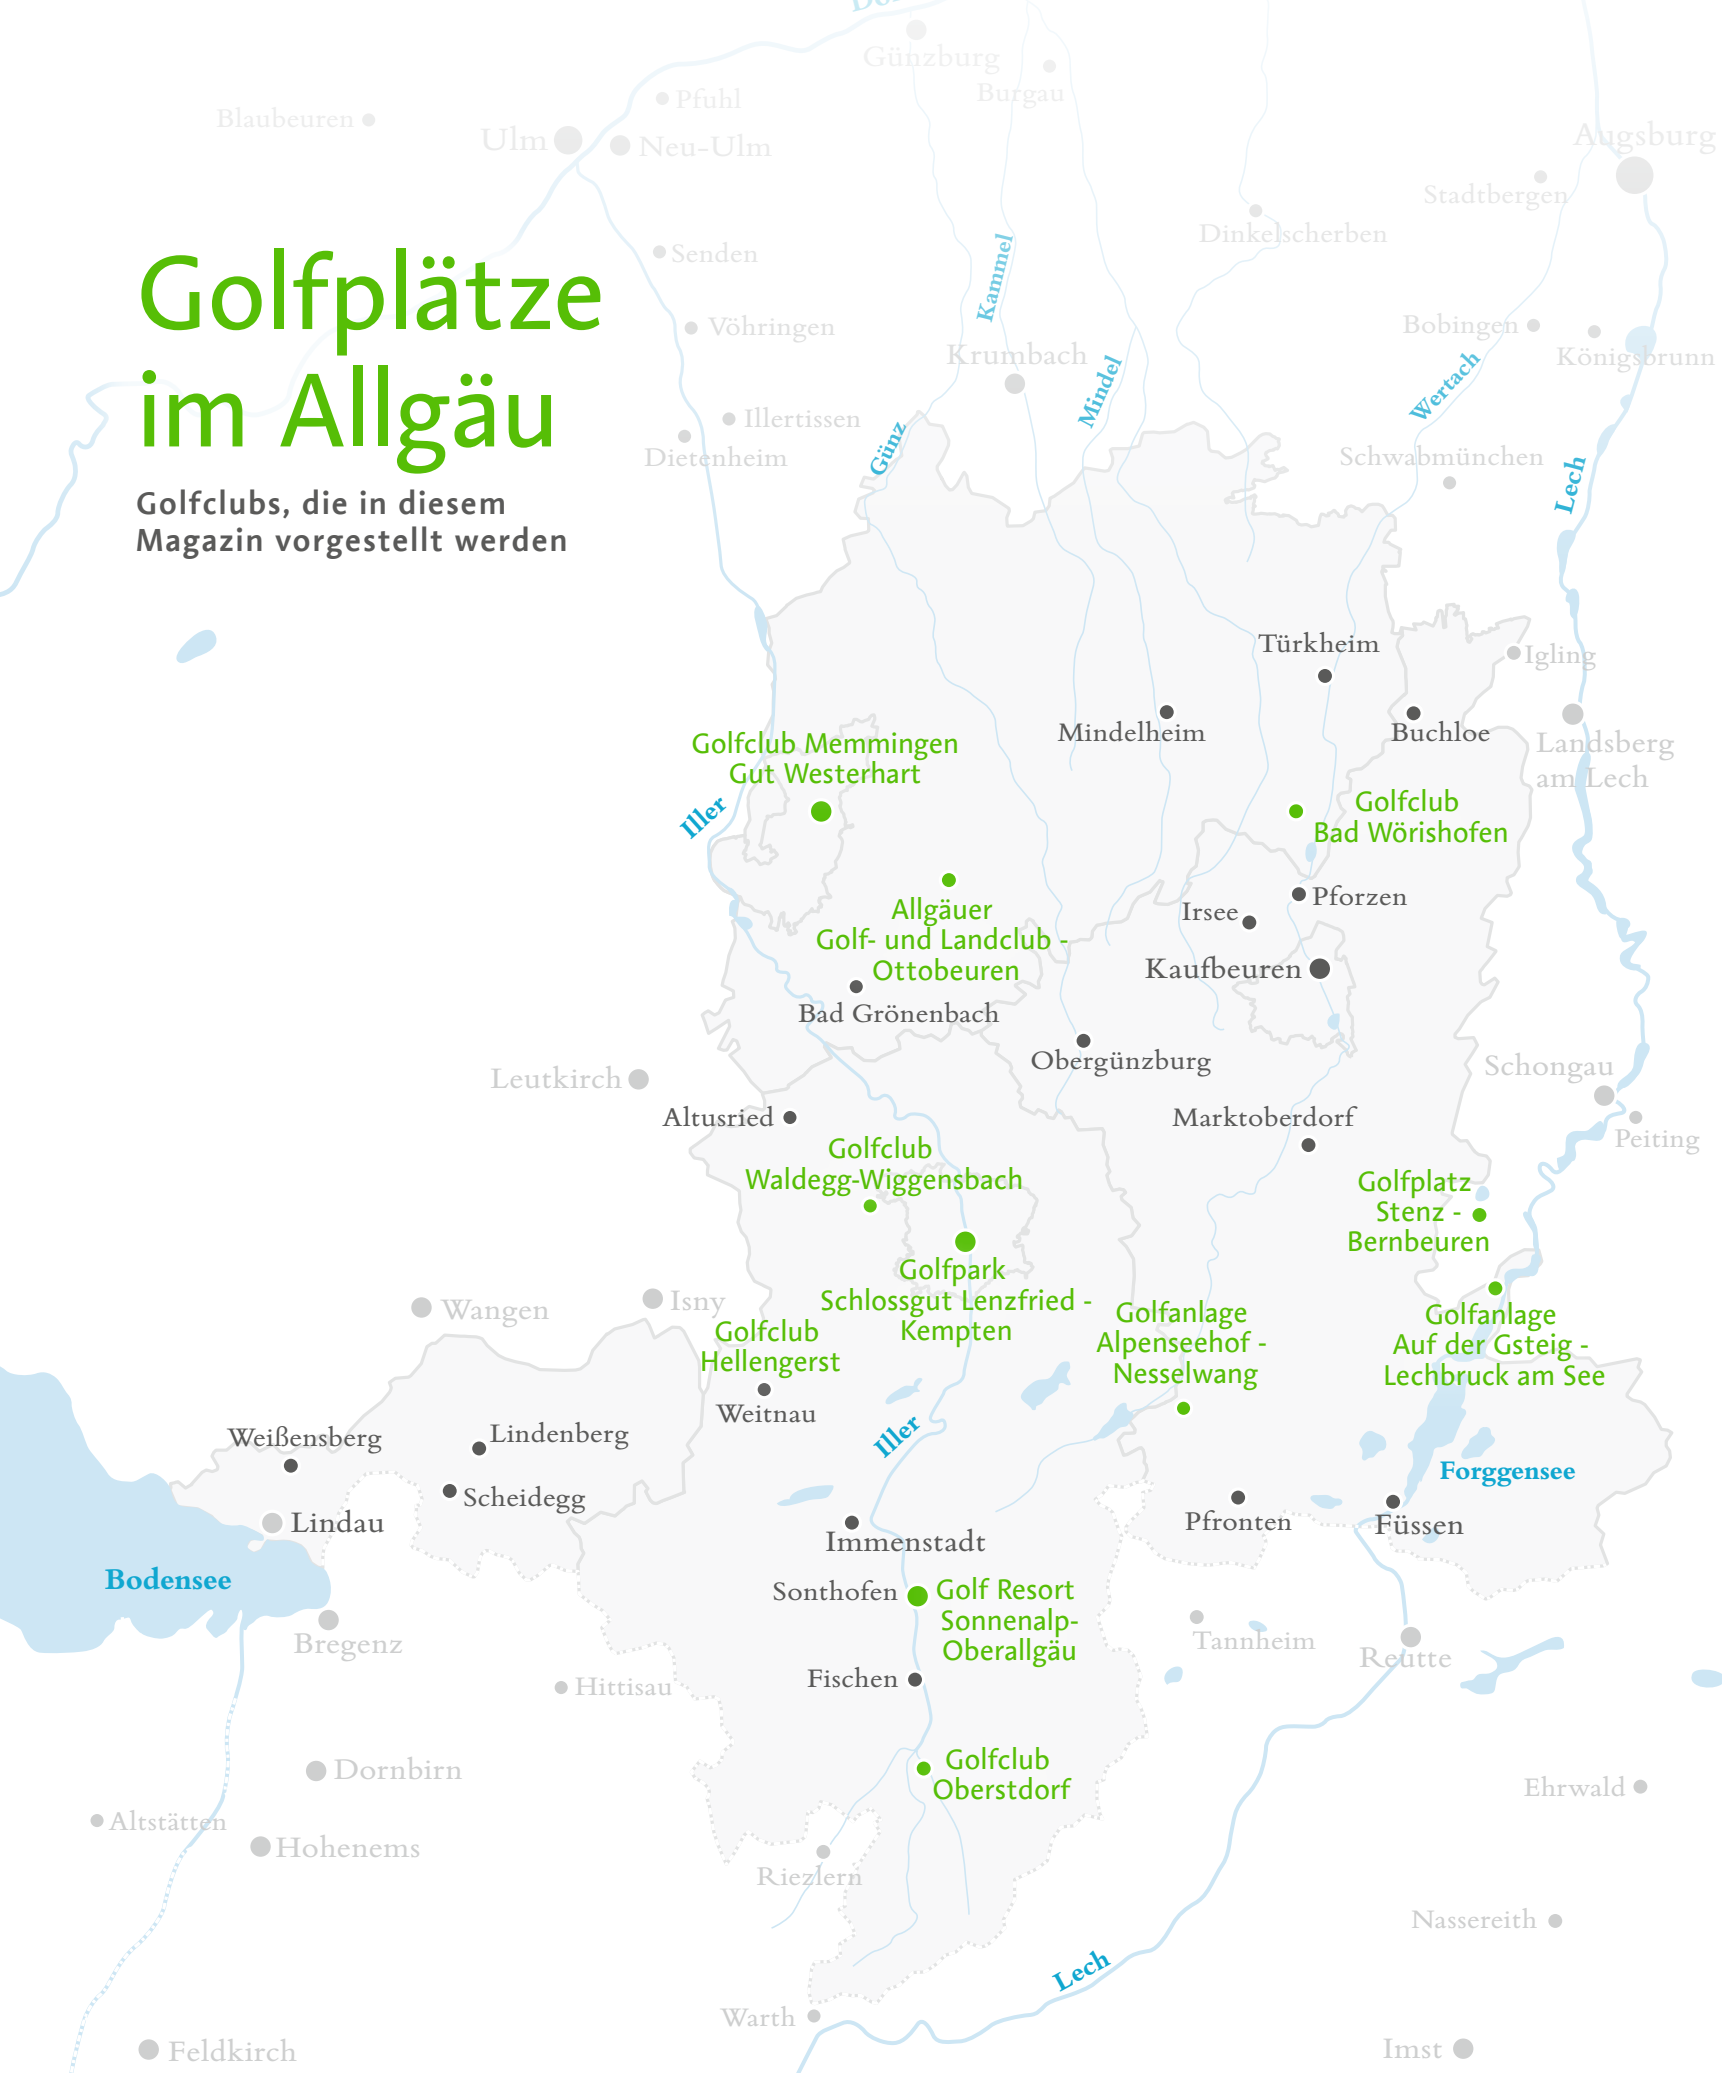 Günzburg
Burgau
Pfuhl
Blaubeuren
Ulm
Neu-Ulm
Augsburg
Stadtbergen
Dinkelscherben
Senden
Kammel
Golfplätze
im Allgäu
Golfclubs, die in diesem
Magazin vorgestellt werden
Vöhringen
Bobingen
Königsbrunn
Krumbach
Mindel
Wertach
Illertissen
Dietenheim
Günz
Schwabmünchen
Lech
Türkheim
Igling
Mindelheim
Buchloe
Landsberg
am Lech
Golfclub Memmingen
Gut Westerhart
Iller
Golfclub
Bad Wörishofen
Allgäuer
Golf- und Landclub -
Ottobeuren
Irsee
Pforzen
Kaufbeuren
Bad Grönenbach
Obergünzburg
Schongau
Leutkirch
Altusried
Marktoberdorf
Peiting
Golfclub
Waldegg-Wiggensbach
Golfplatz
Stenz -
Bernbeuren
Golfpark
Schlossgut Lenzfried -
Kempten
Wangen
Isny
Golfclub
Hellengerst
Golfanlage
Alpenseehof -
Nesselwang
Golfanlage
Auf der Gsteig -
Lechbruck am See
Weitnau
Iller
Weißensberg
Lindenberg
Scheidegg
Forggensee
Lindau
Immenstadt
Pfronten
Füssen
Bodensee
Sonthofen
Golf Resort
Sonnenalp-
Oberallgäu
Bregenz
Tannheim
Reutte
Hittisau
Fischen
Dornbirn
Golfclub
Oberstdorf
Ehrwald
Altstätten
Hohenems
Riezlern
Nassereith
Lech
Warth
Feldkirch
Imst